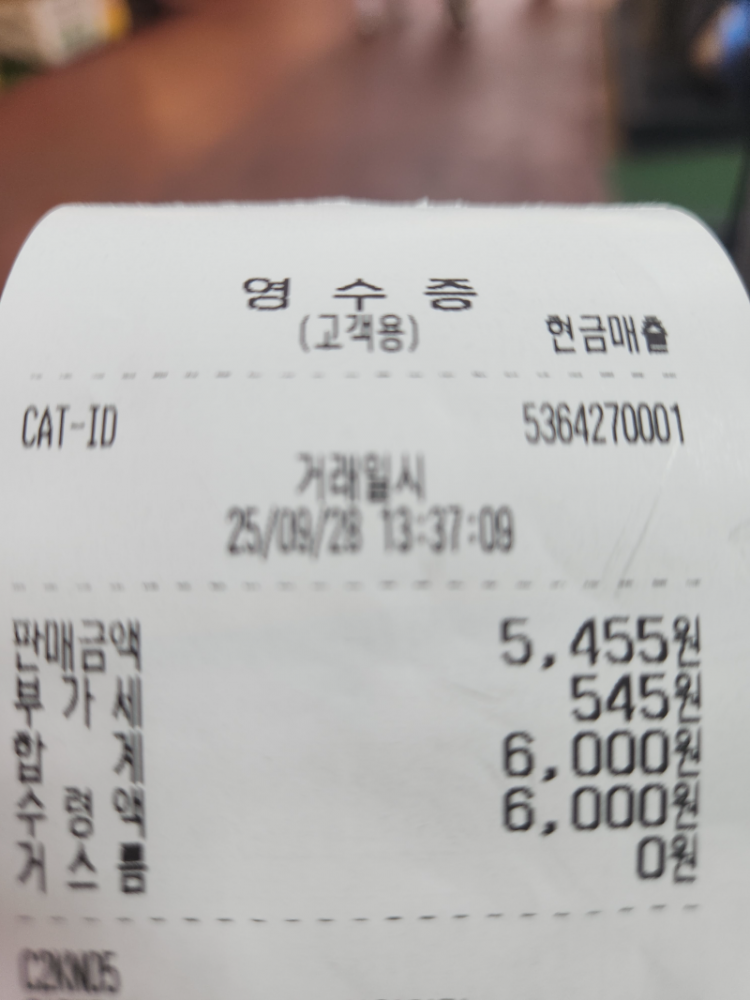 영 수 증
(고객용) 현금매출
CAT-ID 5364270001
거래일시
25/09/28 13:37:09
판매금액 5,455원
부 가 세 545원
합 계 6,000원
수 령 액 6,000원
거 스 름 0원
C2KN05